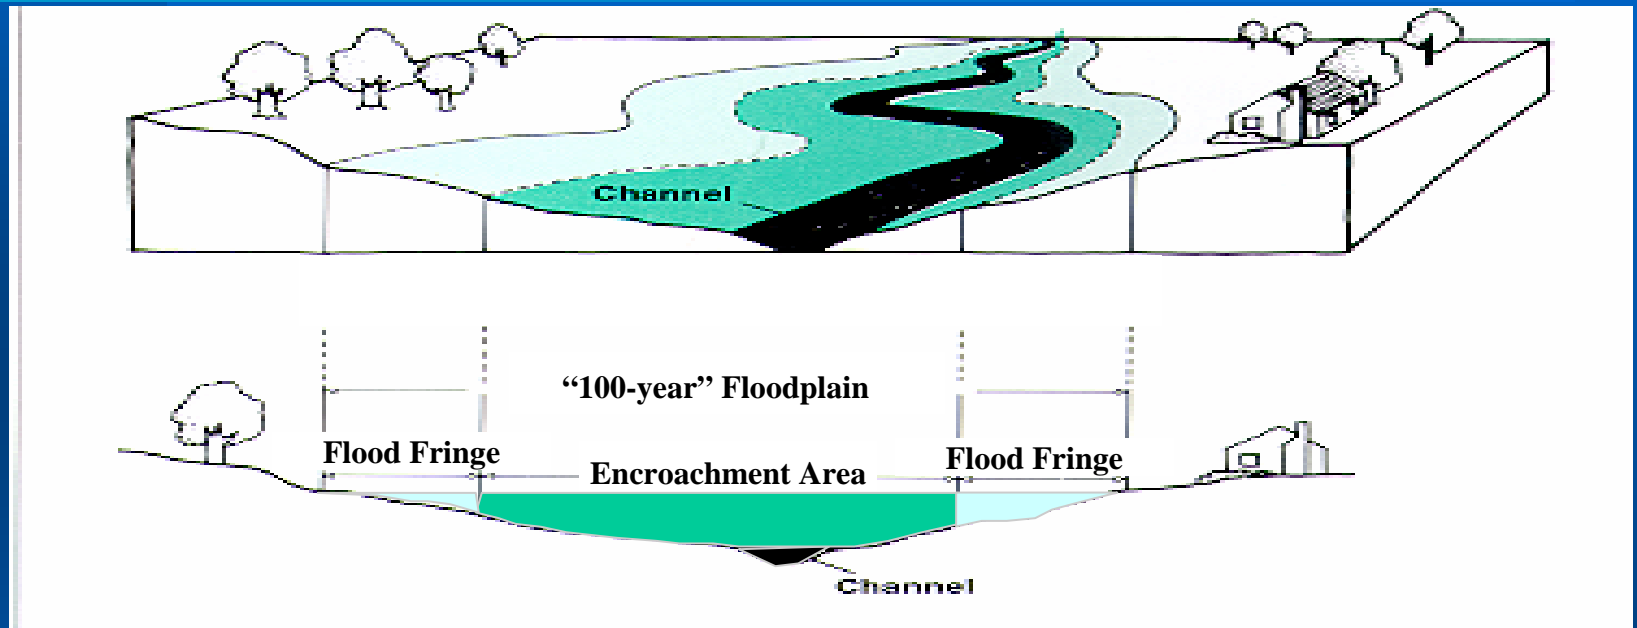 Channel
“100-year” Floodplain
Flood Fringe
Encroachment Area
Flood Fringe
Channel